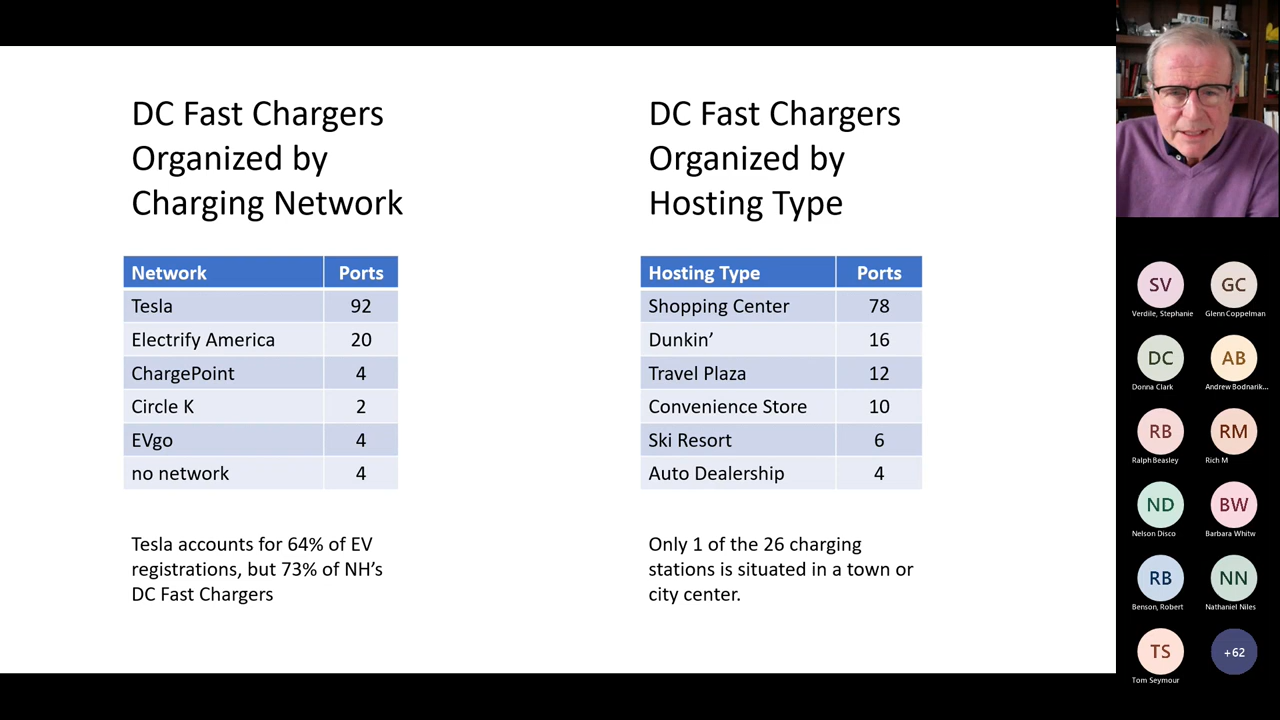 DC Fast Chargers
Organized by
Charging Network
Network Ports
Tesla 92
Electrify America 20
ChargePoint 4
Circle K 2
EVgo 4
no network 4
Tesla accounts for 64% of EV
registrations, but 73% of NH's
DC Fast Chargers
DC Fast Chargers
Organized by
Hosting Type
Hosting Type Ports
Shopping Center 78
Dunkin' 16
Travel Plaza 12
Convenience Store 10
Ski Resort 6
Auto Dealership 4
Only 1 of the 26 charging
stations is situated in a town or
city center.
SV GC
Verdile, Stephanie Glenn Coppelman
DC AB
Donna Clark Andrew Bodnarik...
RB RM
Ralph Beasley Rich M
ND BW
Nelson Disco Barbara Whitw
RB NN
Benson, Robert Nathaniel Niles
TS +62
Tom Seymour